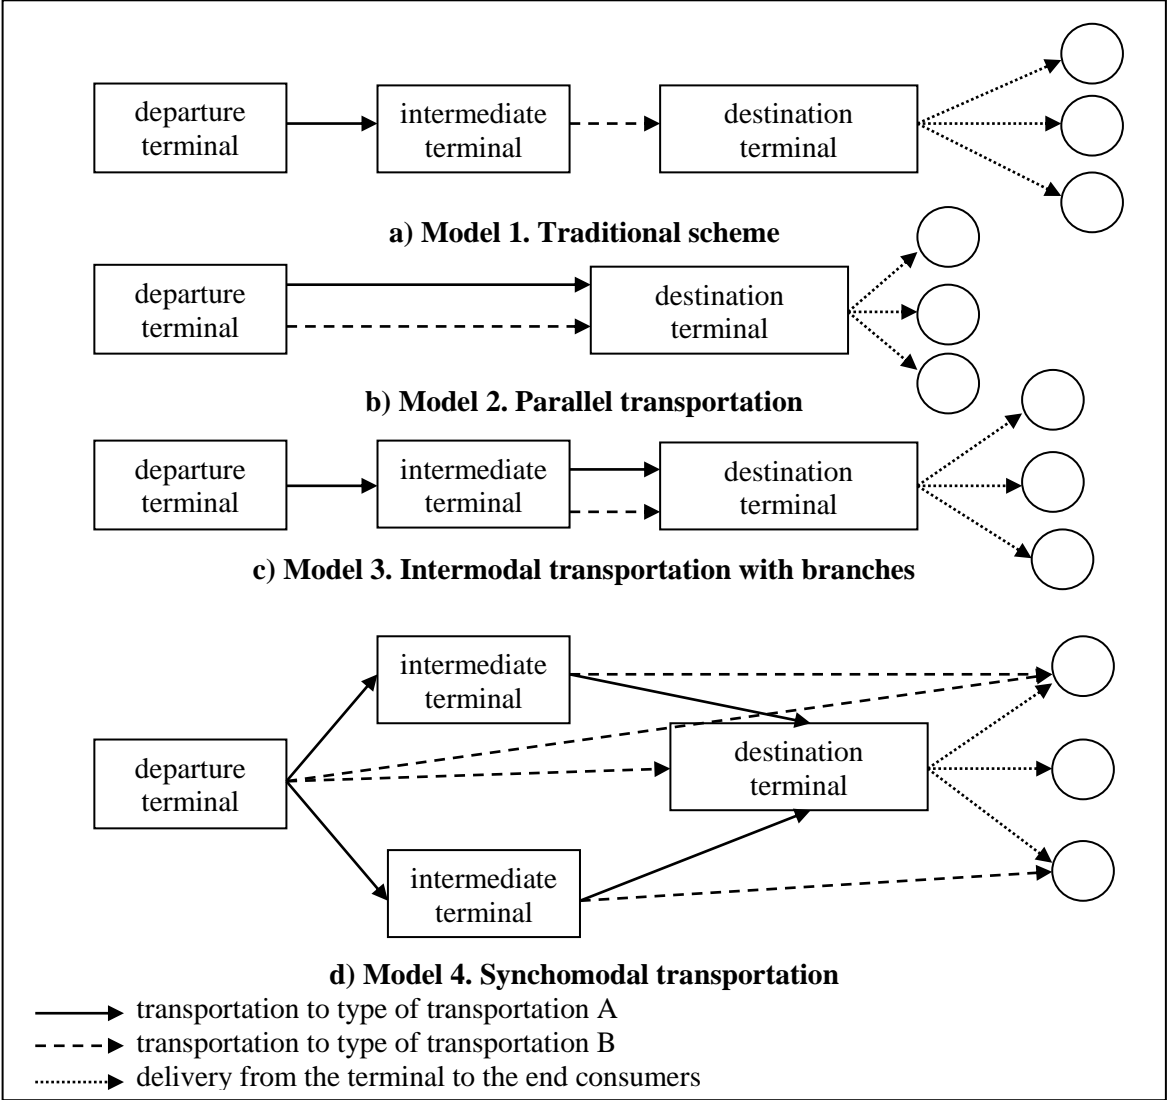 departure
terminal
intermediate
terminal
destination
terminal
a) Model 1. Traditional scheme
departure
terminal
destination
terminal
b) Model 2. Parallel transportation
departure
terminal
intermediate
terminal
destination
terminal
c) Model 3. Intermodal transportation with branches
intermediate
terminal
departure
terminal
destination
terminal
intermediate
terminal
d) Model 4. Synchomodal transportation
transportation to type of transportation A
transportation to type of transportation B
delivery from the terminal to the end consumers